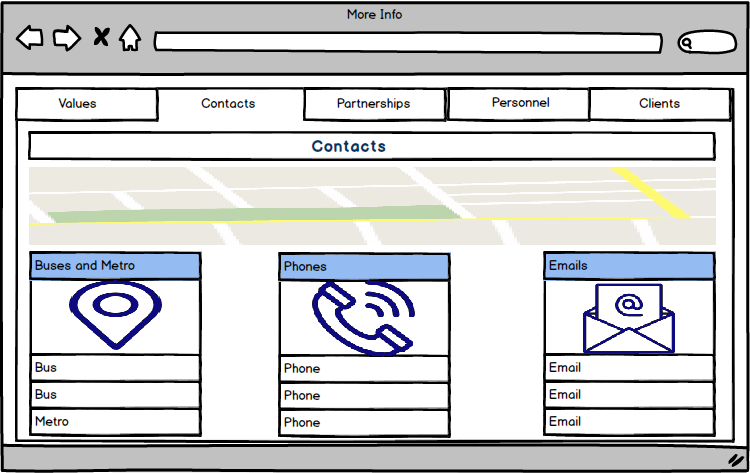 More Info
Values
Contacts
Partnerships
Personnel
Clients
Contacts
Buses and Metro
Bus
Bus
Metro
Phones
Phone
Phone
Phone
Emails
@
Email
Email
Email